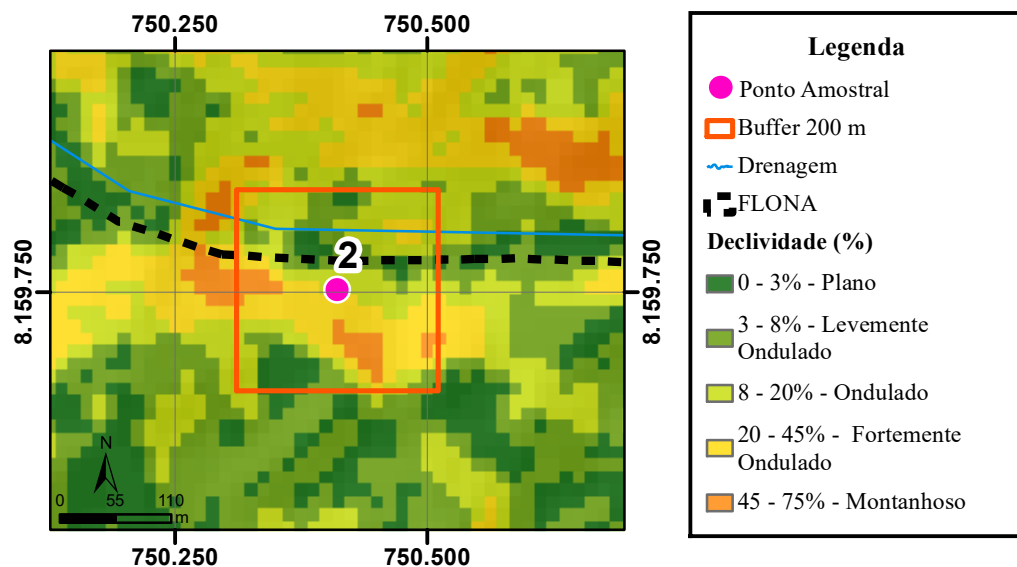 750.250 750.500
8.159.750
2
N
0 55 110
m
8.159.750
750.250 750.500
Legenda
Ponto Amostral
Buffer 200 m
Drenagem
FLONA
Declividade (%)
0 - 3% - Plano
3 - 8% - Levemente
Ondulado
8 - 20% - Ondulado
20 - 45% - Fortemente
Ondulado
45 - 75% - Montanhoso